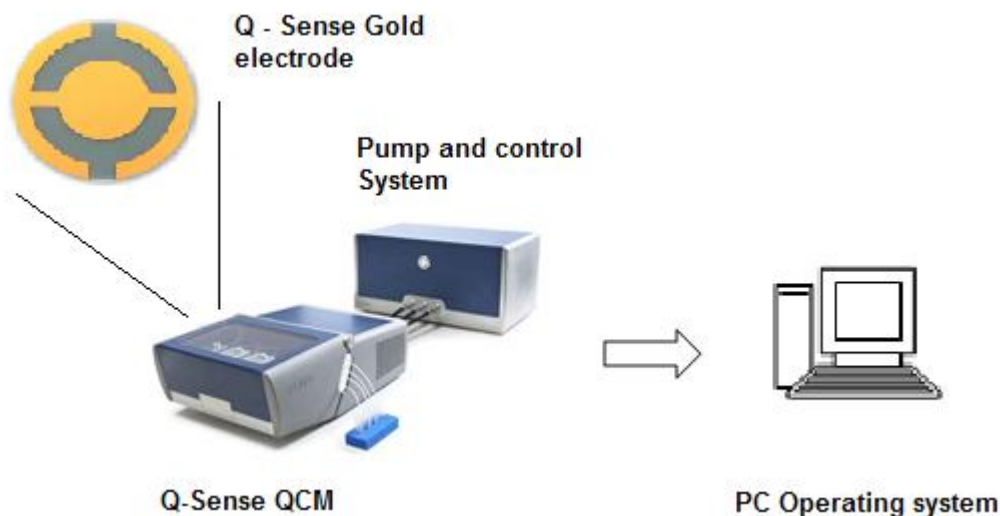 Q - Sense Gold
electrode
Pump and control
System
Q-Sense QCM
PC Operating system